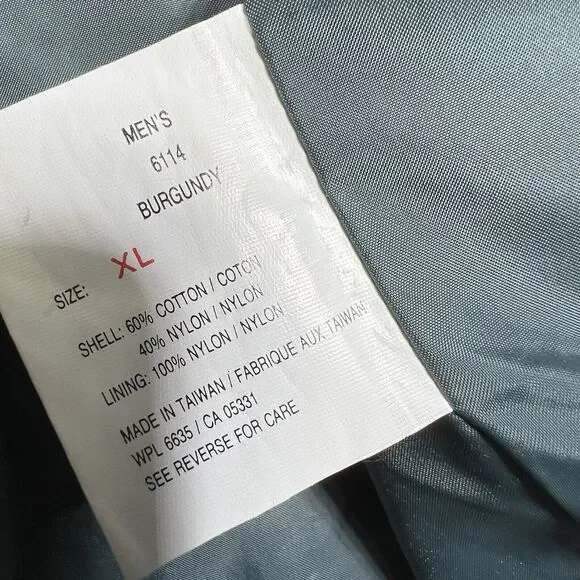 MEN'S
6114
BURGUNDY
SIZE: XL
SHELL: 60% COTTON / COTON
40% NYLON / NYLON
LINING: 100% NYLON / NYLON
MADE IN TAIWAN / FABRIQUE AUX TAIWAN
WPL 6635 / CA 05331
SEE REVERSE FOR CARE